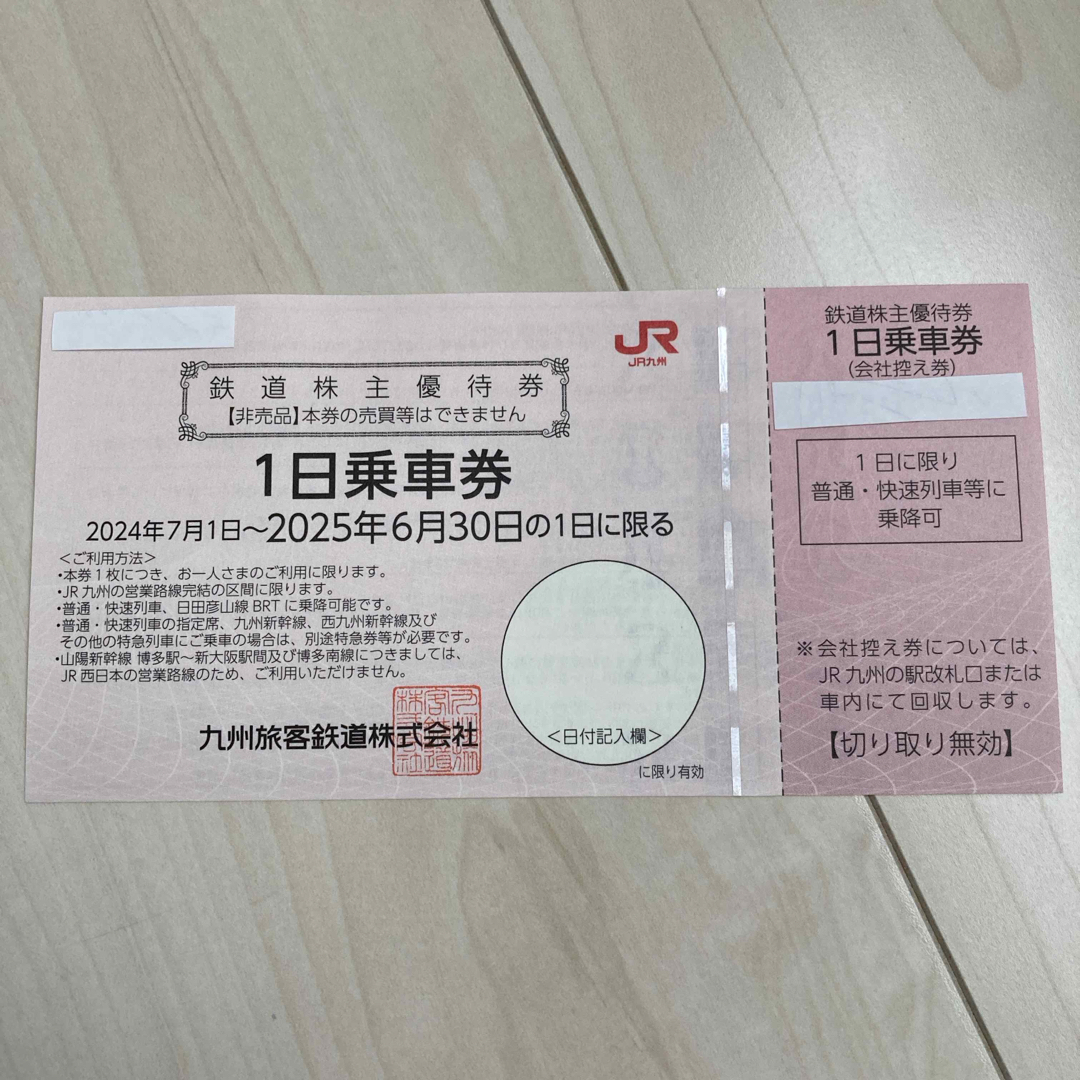 JR
JR九州
鉄道株主優待券
【非売品】本券の売買等はできません
1日乗車券
2024年7月1日〜2025年6月30日の1日に限る
＜ご利用方法＞
・本券1枚につき、お一人さまのご利用に限ります。
・JR九州の営業路線完結の区間に限ります。
・普通・快速列車、日田彦山線BRTに乗降可能です。
・普通・快速列車の指定席、九州新幹線、西九州新幹線及び
その他の特急列車にご乗車の場合は、別途特急券等が必要です。
・山陽新幹線 博多駅〜新大阪駅間及び博多南線につきましては、
JR西日本の営業路線のため、ご利用いただけません。
九州旅客鉄道株式会社
＜日付記入欄＞
に限り有効
鉄道株主優待券
1日乗車券
(会社控え券)
1日に限り
普通・快速列車等に
乗降可
※会社控え券については、
JR九州の駅改札口または
車内にて回収します。
【切り取り無効】